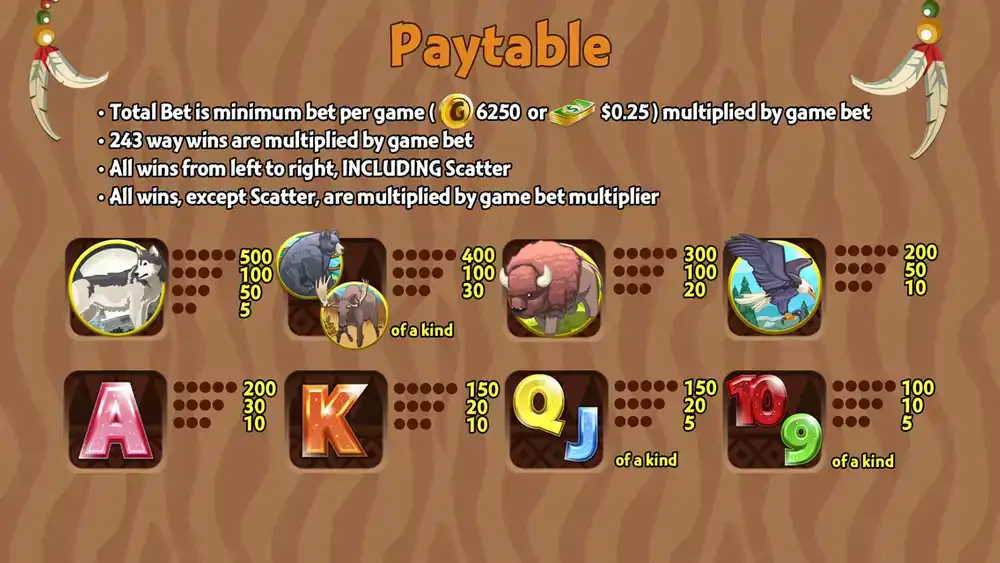 Paytable
• Total Bet is minimum bet per game ( G 6250 or $ $0.25 ) multiplied by game bet
• 243 way wins are multiplied by game bet
• All wins from left to right, INCLUDING Scatter
• All wins, except Scatter, are multiplied by game bet multiplier
500
100
50
5
400
100
30
of a kind
300
100
20
200
50
10
A
200
30
10
K
150
20
10
Q
J
150
20
5
of a kind
10
9
100
10
5
of a kind